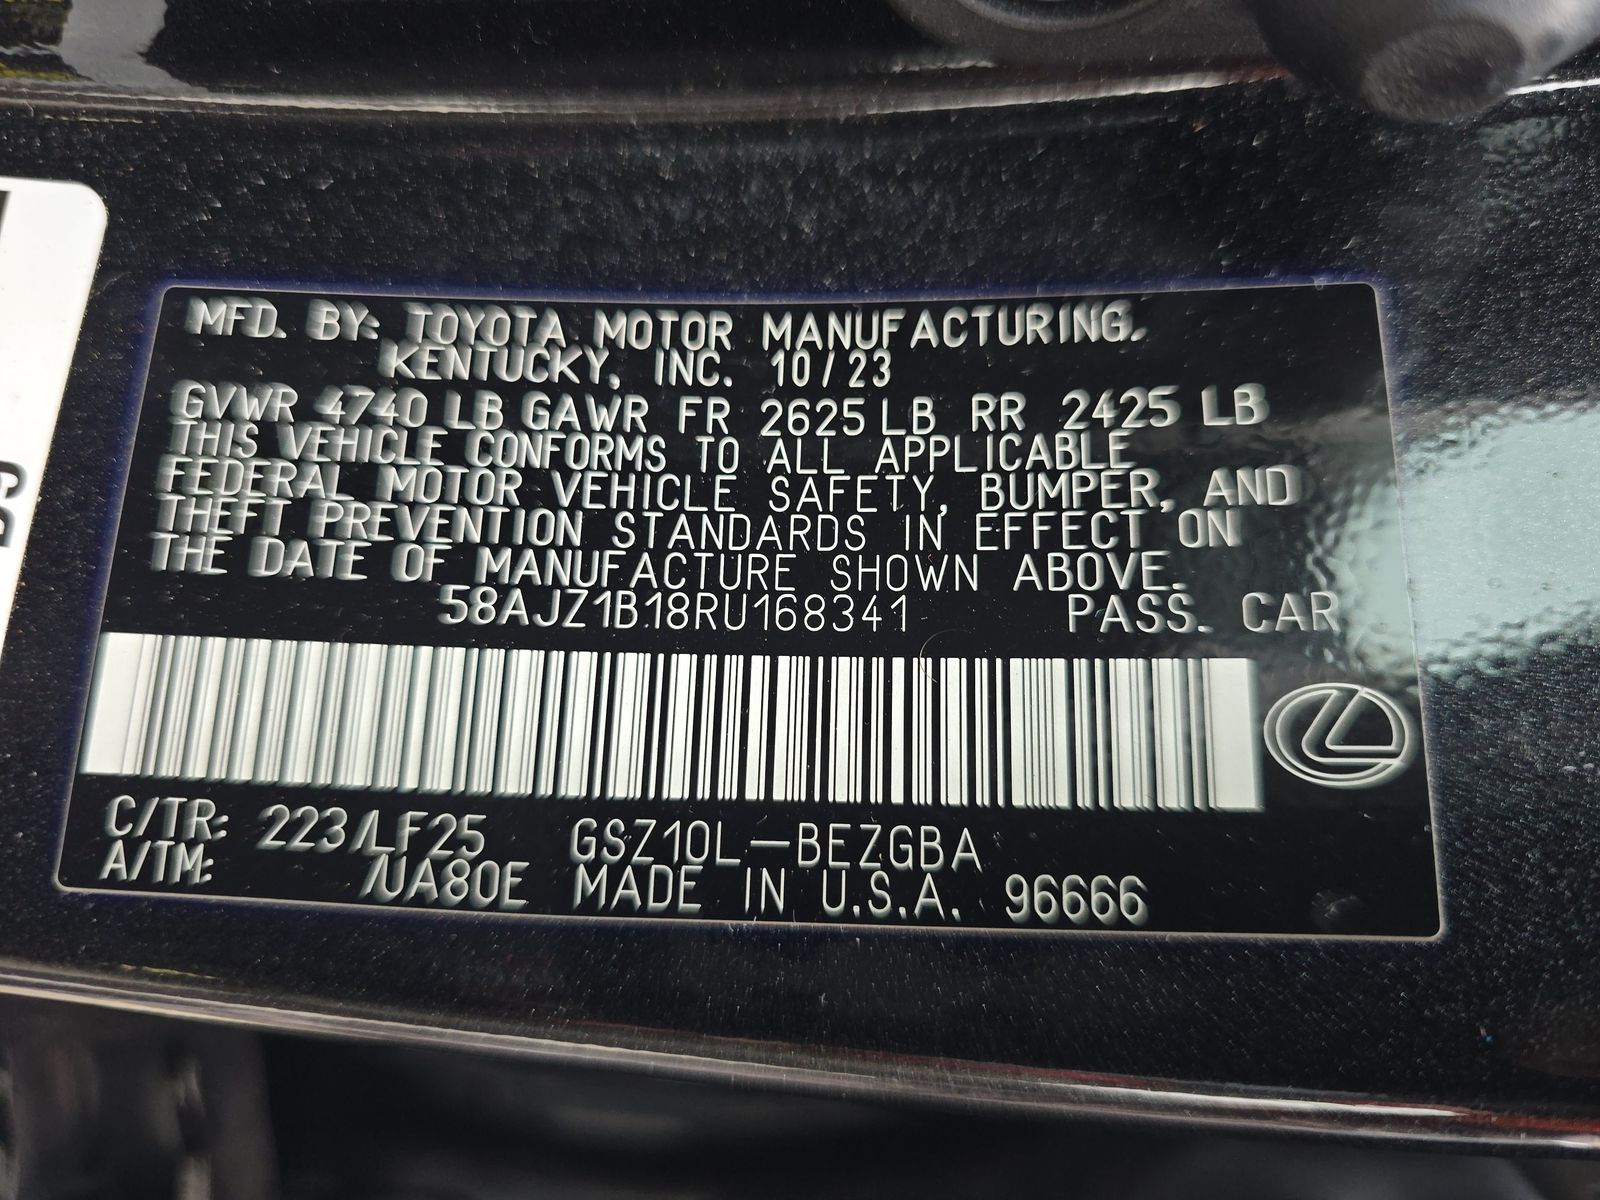 MFD. BY: TOYOTA MOTOR MANUFACTURING,
KENTUCKY, INC. 10/23
GVWR 4740 LB GAWR FR 2625 LB RR 2425 LB
THIS VEHICLE CONFORMS TO ALL APPLICABLE
FEDERAL MOTOR VEHICLE SAFETY, BUMPER, AND
THEFT PREVENTION STANDARDS IN EFFECT ON
THE DATE OF MANUFACTURE SHOWN ABOVE.
58AJZ1B18RU168341 PASS. CAR
C/TR: 223/LF25 GSZ10L-BEZGBA
A/TM: /UA80E MADE IN U.S.A. 96666